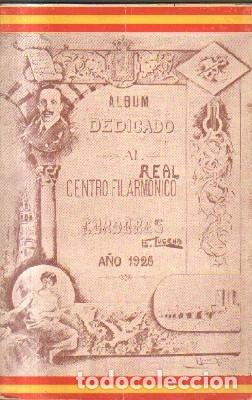 ALBUM
DEDICADO
AL
REAL
CENTRO FILARMÓNICO
CORDOBES
E. LUCENA
AÑO 1926
todocoleccion